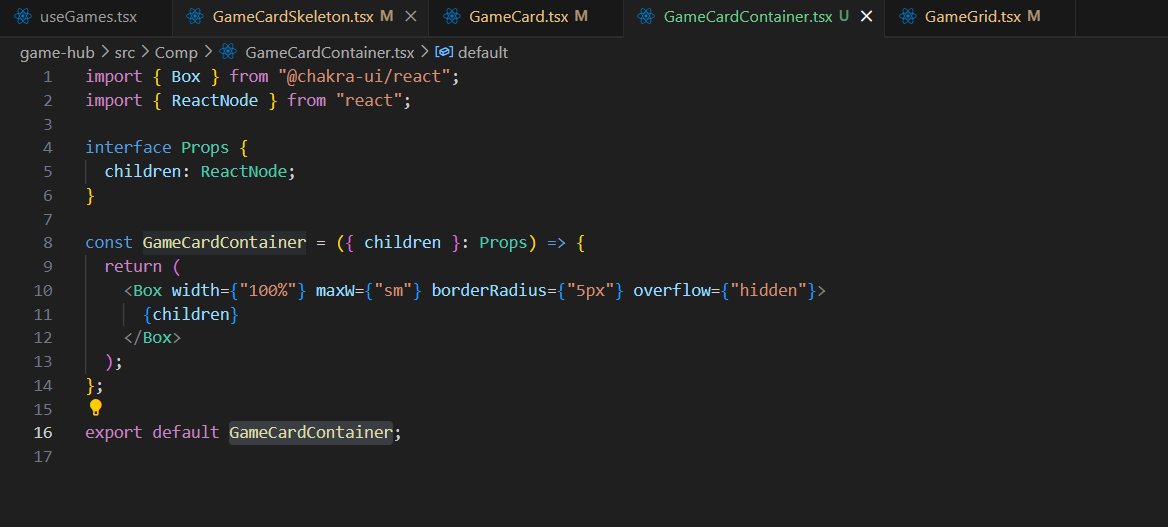 useGames.tsx GameCardSkeleton.tsx M GameCard.tsx M GameCardContainer.tsx U GameGrid.tsx M
game-hub > src > Comp > GameCardContainer.tsx > default
1 import { Box } from "@chakra-ui/react";
2 import { ReactNode } from "react";
3
4 interface Props {
5 children: ReactNode;
6 }
7
8 const GameCardContainer = ({ children }: Props) => {
9 return (
10 <Box width={"100%"} maxW={"sm"} borderRadius={"5px"} overflow={"hidden"}>
11 {children}
12 </Box>
13 );
14 };
15
16 export default GameCardContainer;
17